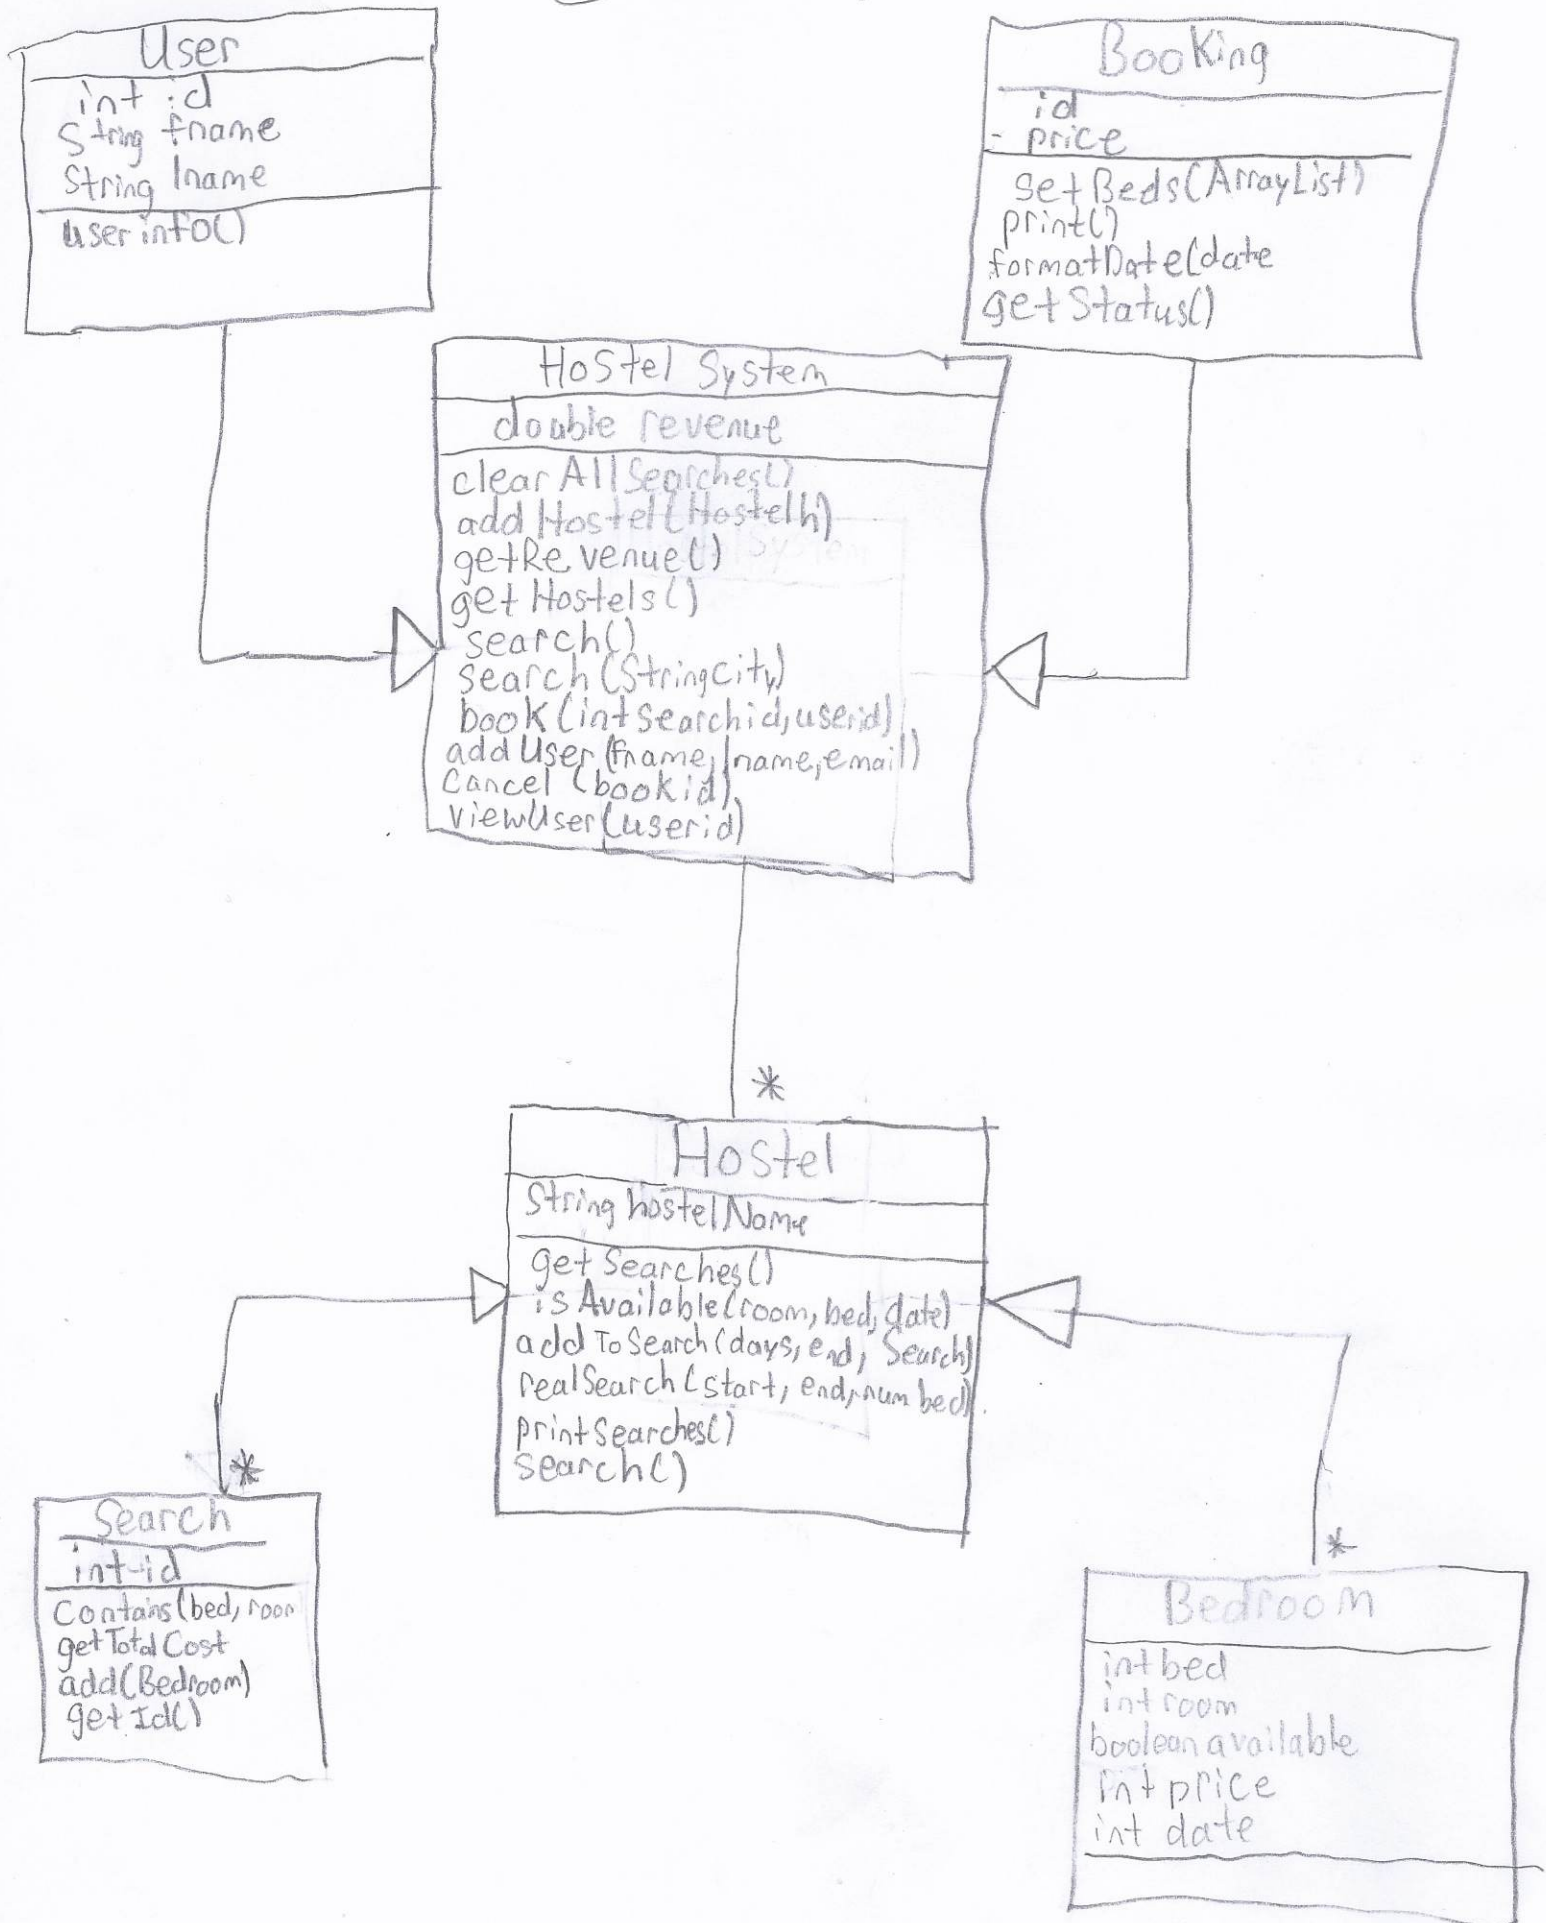 User
int id
String fname
String lname
userinfo()
Booking
id
- price
setBeds(ArrayList)
print()
formatDate(date
getStatus()
Hostel System
double revenue
clearAllSearches()
addHostel(Hostel h)
getRevenue()
getHostels()
search()
search(String city)
book(int searchid, userid)
addUser(fname, lname, email)
cancel(bookid)
viewUser(userid)
*
Hostel
String hostelName
getSearches()
isAvailable(room, bed, date)
addToSearch(days, end, Search)
realSearch(start, end, num bed)
printSearches()
search()
*
Search
int id
Contains(bed, room
getTotalCost
add(Bedroom)
getId()
*
Bedroom
int bed
int room
boolean available
int price
int date